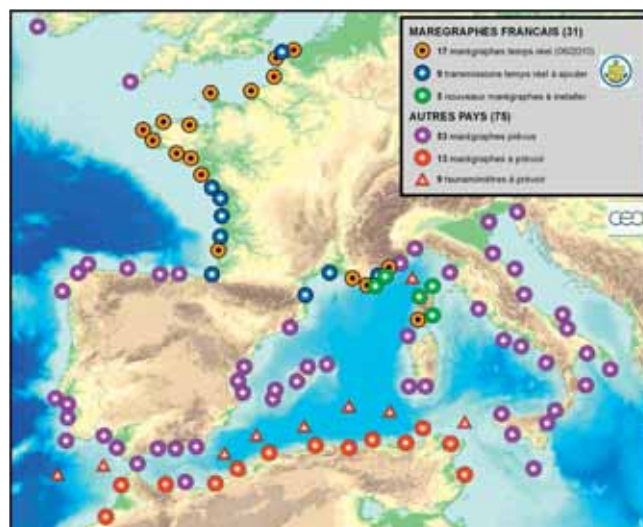 MAREGRAPHES FRANCAIS (31)
17 marégraphes temps réel (06/2010)
9 transmissions temps réel à ajouter
5 nouveaux marégraphes à installer
AUTRES PAYS (75)
53 marégraphes prévus
13 marégraphes à prévoir
9 tsunamimètres à prévoir
cea